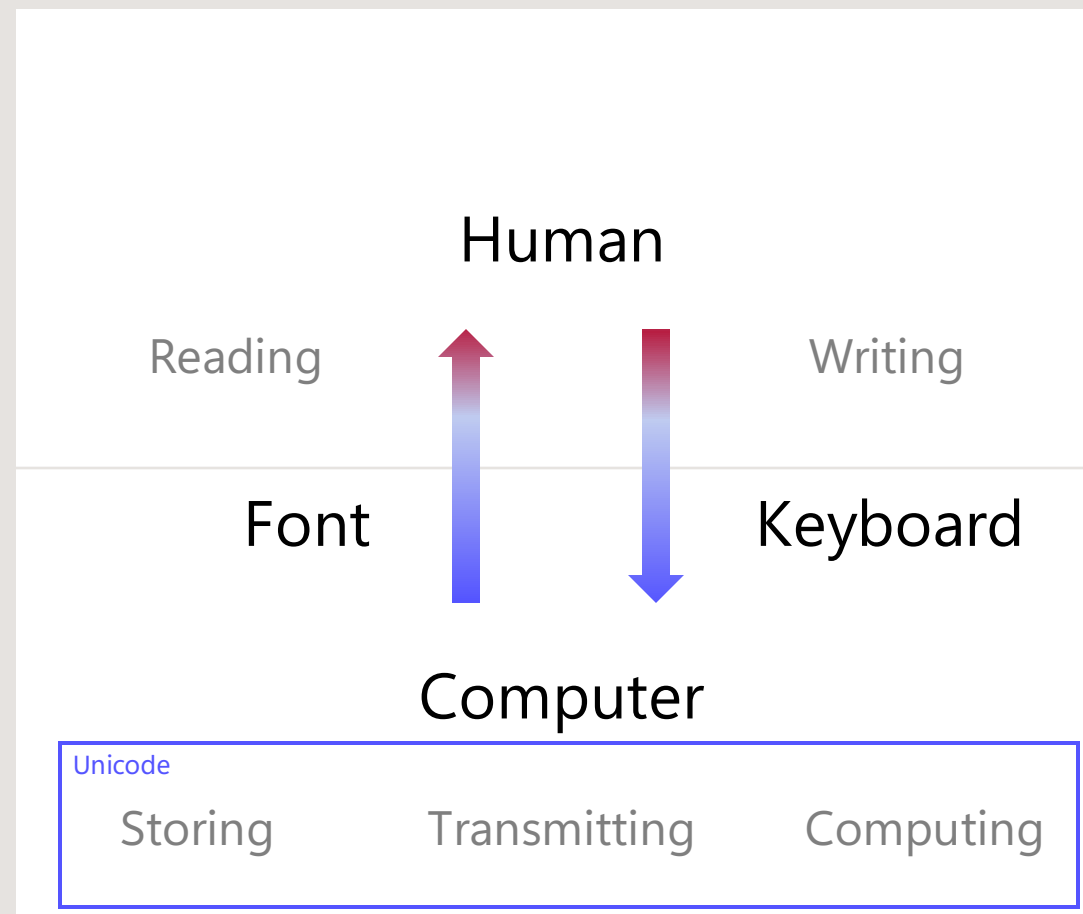 Human
Reading Writing
Font Keyboard
Computer
Unicode
Storing Transmitting Computing